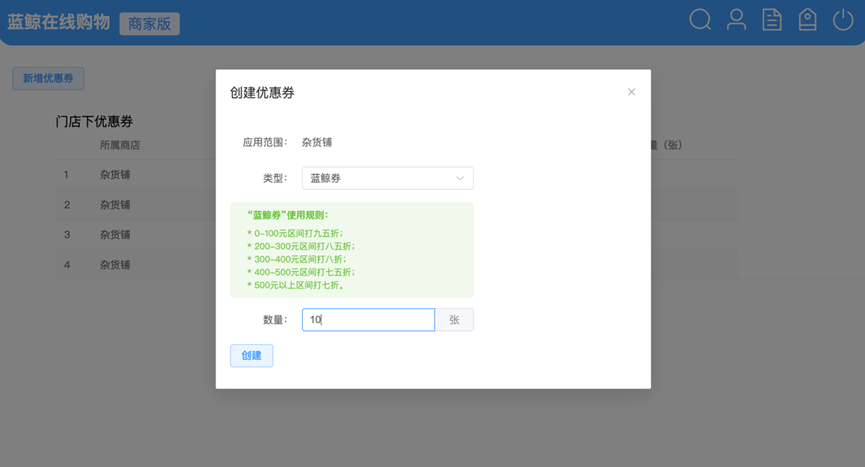 蓝鲸在线购物 商家版
新增优惠券
创建优惠券
门店下优惠券
所属商店
量（张）
应用范围： 杂货铺
1 杂货铺
类型： 蓝鲸券
2 杂货铺
“蓝鲸券”使用规则：
3 杂货铺
* 0-100元区间打九五折；
* 200-300元区间打八五折；
* 300-400元区间打八折；
4 杂货铺
* 400-500元区间打七五折；
* 500元以上区间打七折。
数量： 10 张
创建